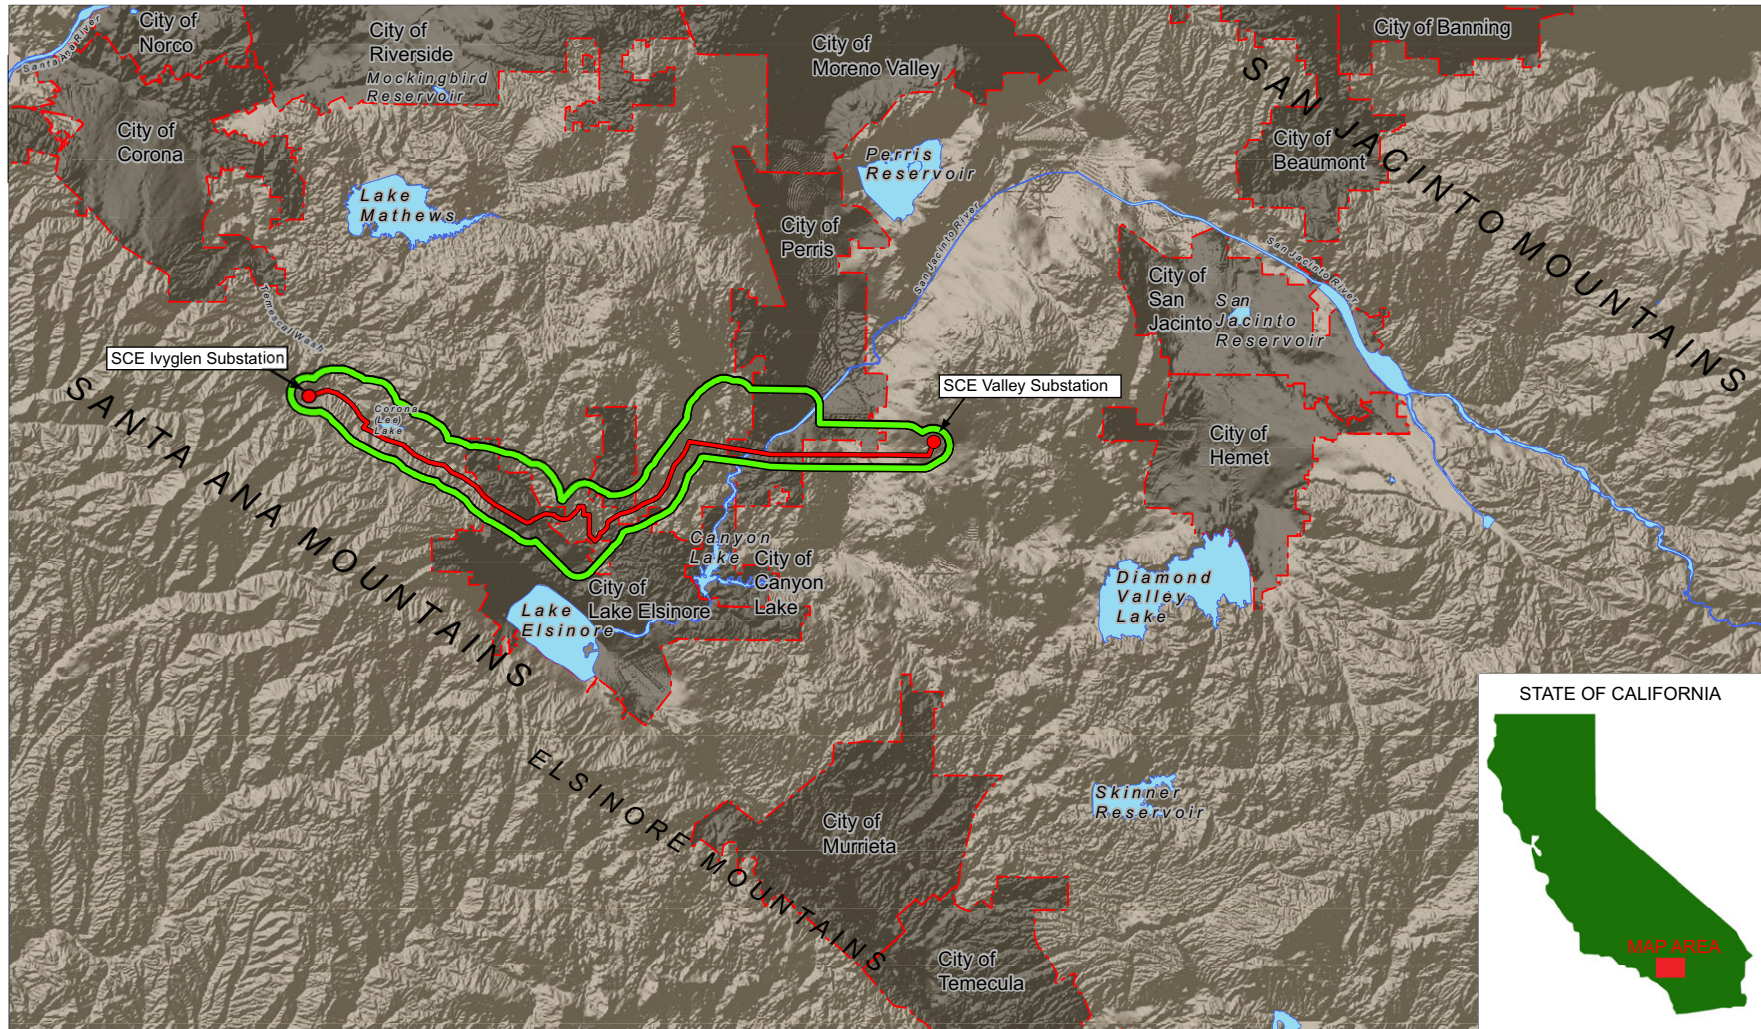 City of
Norco
City of
Riverside
City of
Moreno Valley
City of Banning
Santa Ana River
Mockingbird
Reservoir
City of
Corona
City of
Beaumont
SAN JACINTO MOUNTAINS
Perris
Reservoir
Lake
Mathews
City of
Perris
San Jacinto River
San Jacinto River
City of
San
Jacinto
San
Jacinto
Reservoir
Temescal Wash
SCE Ivyglen Substation
SCE Valley Substation
Corona
(Lee)
Lake
SANTA ANA MOUNTAINS
City of
Hemet
Canyon
Lake
City of
Canyon
Lake
City of
Lake Elsinore
Lake
Elsinore
Diamond
Valley
Lake
STATE OF CALIFORNIA
ELSINORE MOUNTAINS
Skinner
Reservoir
City of
Murrieta
City of
Temecula
MAP AREA